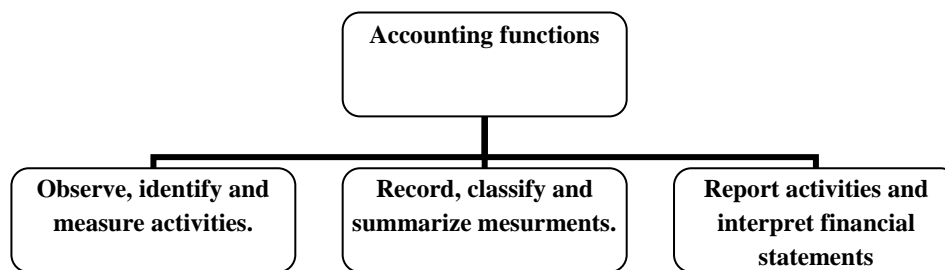 Accounting functions
Observe, identify and
measure activities.
Record, classify and
summarize mesurments.
Report activities and
interpret financial
statements